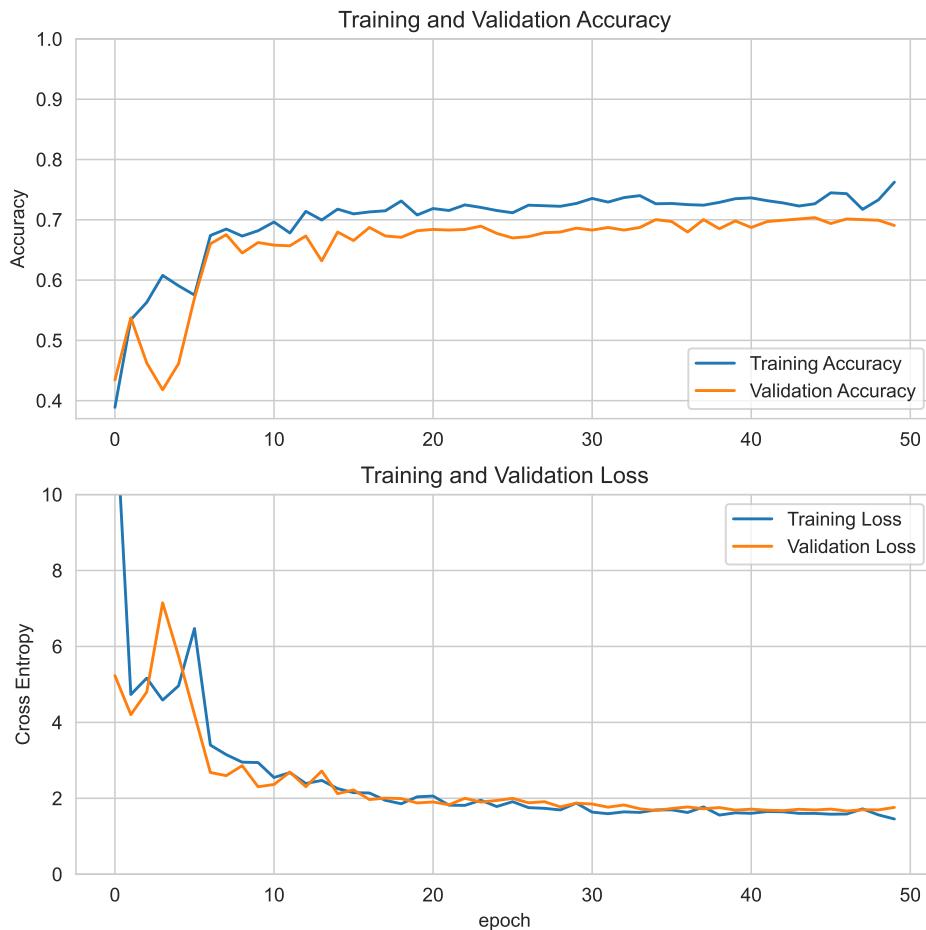 Training and Validation Accuracy
1.0
0.9
0.8
0.7
0.6
0.5
0.4
Accuracy
Training Accuracy
Validation Accuracy
0 10 20 30 40 50
Training and Validation Loss
10
8
6
4
2
0
Cross Entropy
Training Loss
Validation Loss
0 10 20 30 40 50
epoch